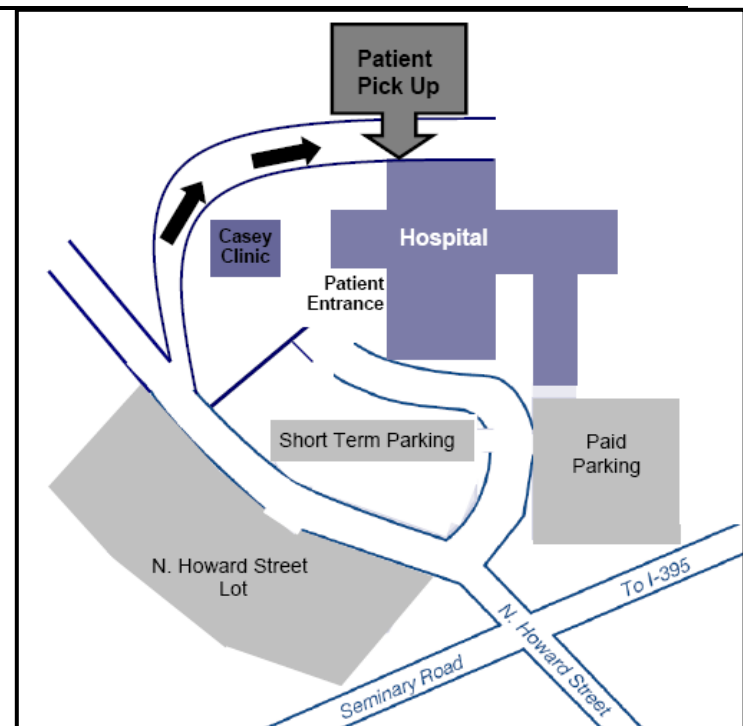 Patient
Pick Up
Casey
Clinic
Hospital
Patient
Entrance
Short Term Parking
Paid
Parking
N. Howard Street
Lot
To I-395
N. Howard Street
Seminary Road